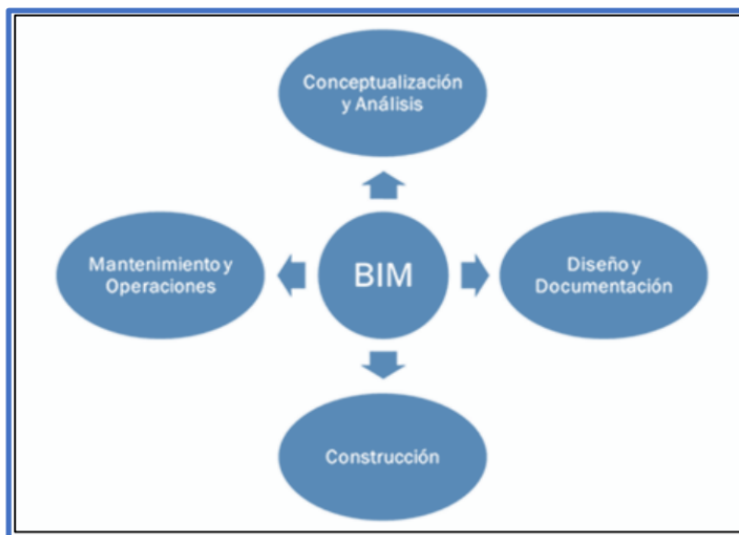 Conceptualización
y Análisis
Mantenimiento y
Operaciones
BIM
Diseño y
Documentación
Construcción